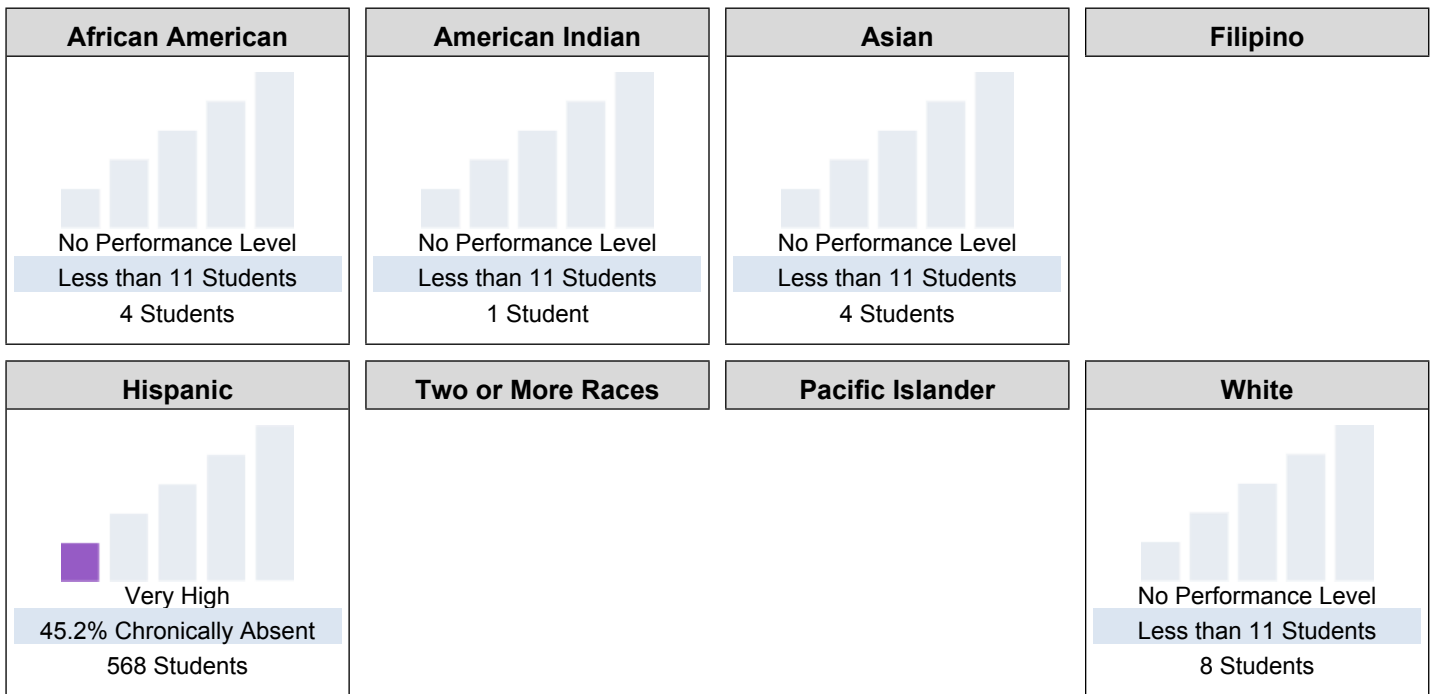 African American
No Performance Level
Less than 11 Students
4 Students
American Indian
No Performance Level
Less than 11 Students
1 Student
Asian
No Performance Level
Less than 11 Students
4 Students
Filipino
Hispanic
Very High
45.2% Chronically Absent
568 Students
Two or More Races
Pacific Islander
White
No Performance Level
Less than 11 Students
8 Students